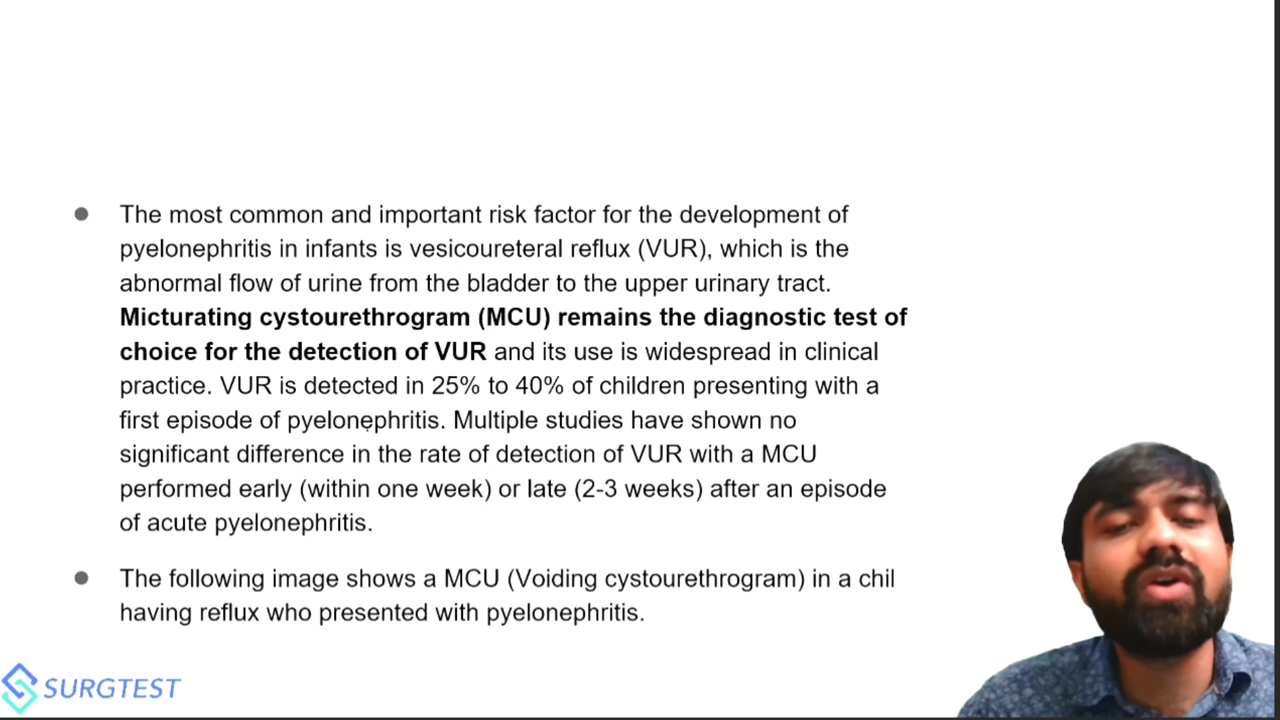 The most common and important risk factor for the development of
pyelonephritis in infants is vesicoureteral reflux (VUR), which is the
abnormal flow of urine from the bladder to the upper urinary tract.
Micturating cystourethrogram (MCU) remains the diagnostic test of
choice for the detection of VUR and its use is widespread in clinical
practice. VUR is detected in 25% to 40% of children presenting with a
first episode of pyelonephritis. Multiple studies have shown no
significant difference in the rate of detection of VUR with a MCU
performed early (within one week) or late (2-3 weeks) after an episode
of acute pyelonephritis.
The following image shows a MCU (Voiding cystourethrogram) in a chil
having reflux who presented with pyelonephritis.
SURGTEST